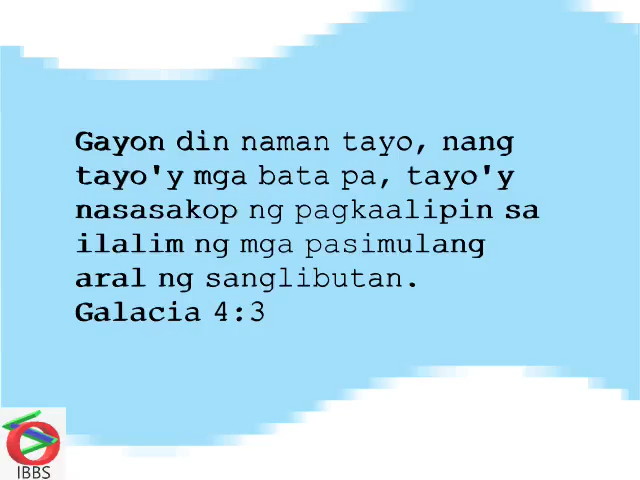 Gayon din naman tayo, nang
tayo'y mga bata pa, tayo'y
nasasakop ng pagkaalipin sa
ilalim ng mga pasimulang
aral ng sanglibutan.
Galacia 4:3
IBBS